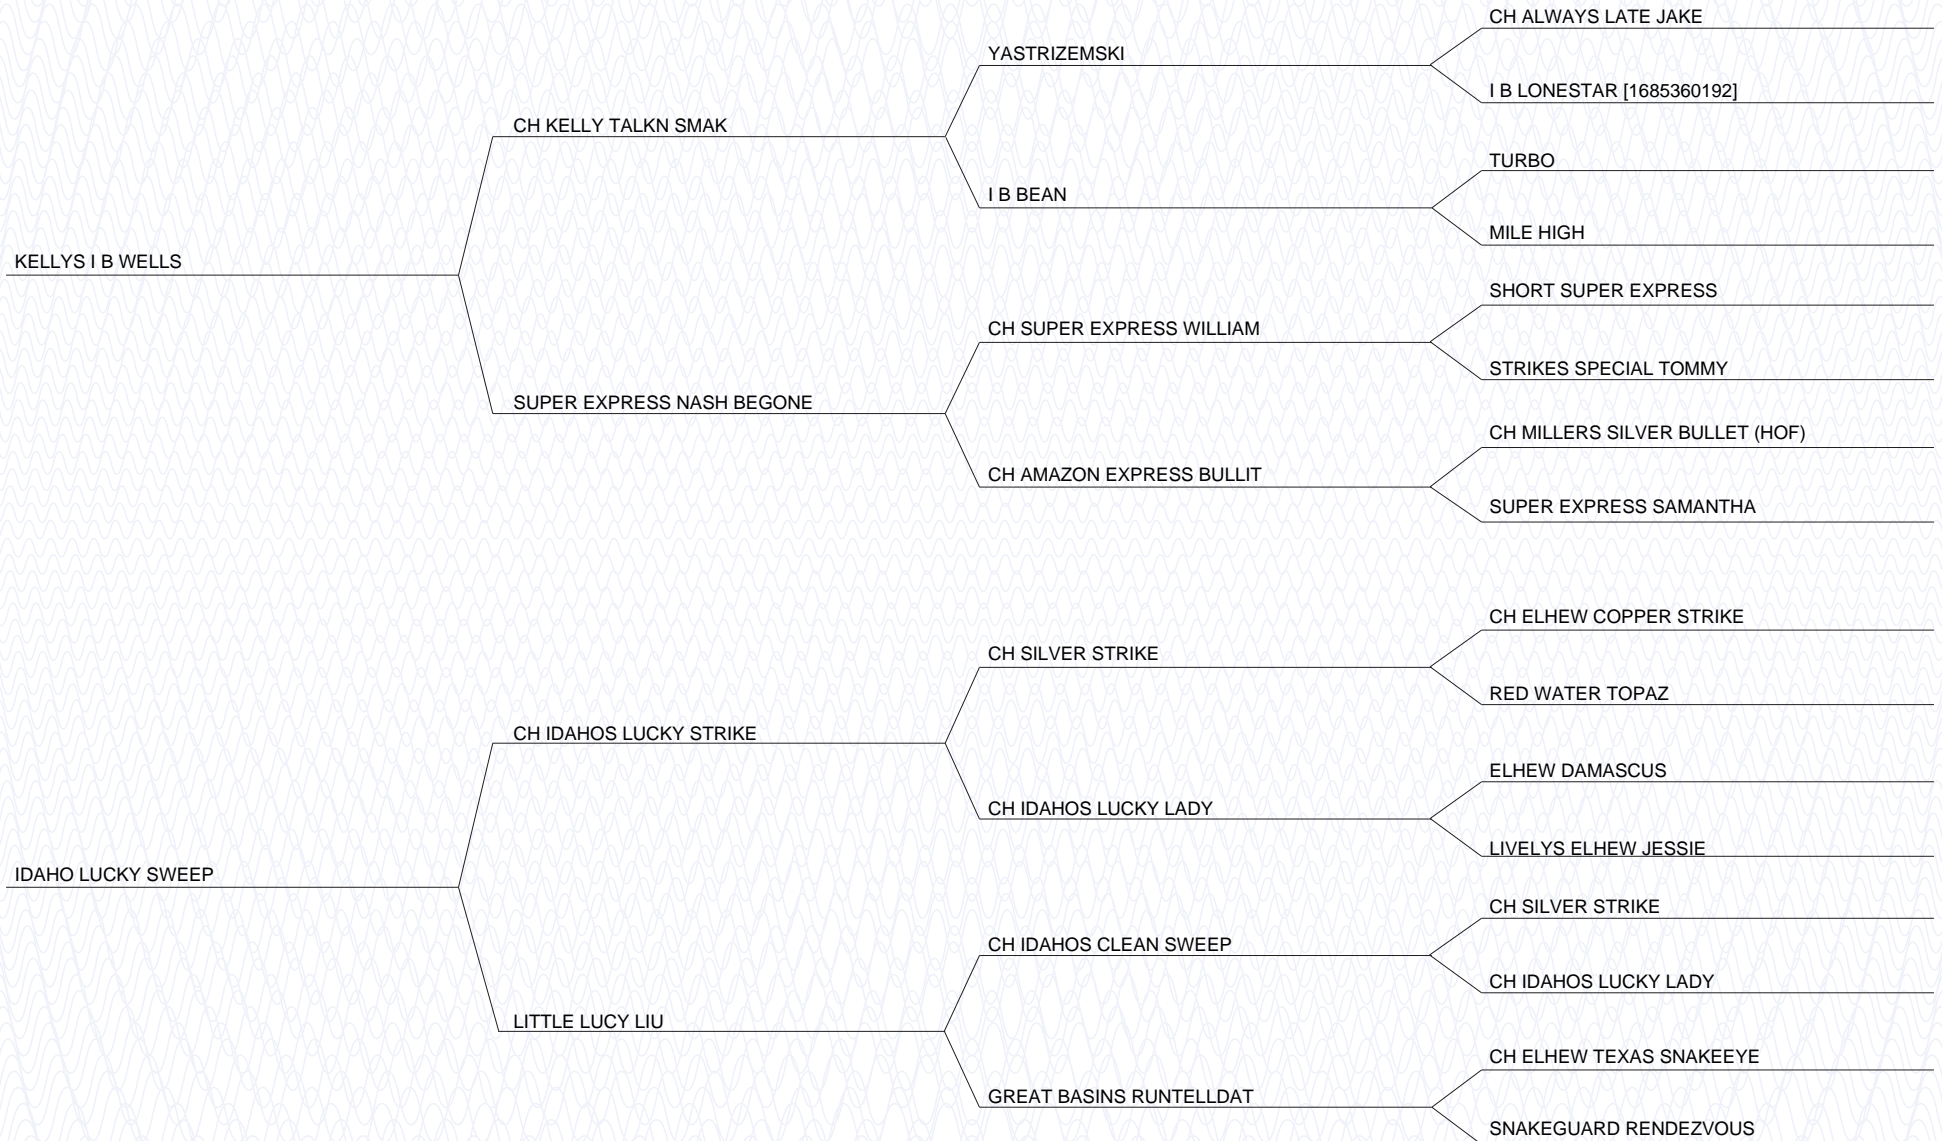 CH ALWAYS LATE JAKE
YASTRIZEMSKI
I B LONESTAR [1685360192]
CH KELLY TALKN SMAK
TURBO
I B BEAN
MILE HIGH
KELLYS I B WELLS
SHORT SUPER EXPRESS
CH SUPER EXPRESS WILLIAM
STRIKES SPECIAL TOMMY
SUPER EXPRESS NASH BEGONE
CH MILLERS SILVER BULLET (HOF)
CH AMAZON EXPRESS BULLIT
SUPER EXPRESS SAMANTHA
CH ELHEW COPPER STRIKE
CH SILVER STRIKE
RED WATER TOPAZ
CH IDAHOS LUCKY STRIKE
ELHEW DAMASCUS
CH IDAHOS LUCKY LADY
LIVELYS ELHEW JESSIE
IDAHO LUCKY SWEEP
CH SILVER STRIKE
CH IDAHOS CLEAN SWEEP
CH IDAHOS LUCKY LADY
LITTLE LUCY LIU
CH ELHEW TEXAS SNAKEEYE
GREAT BASINS RUNTELLDAT
SNAKEGUARD RENDEZVOUS